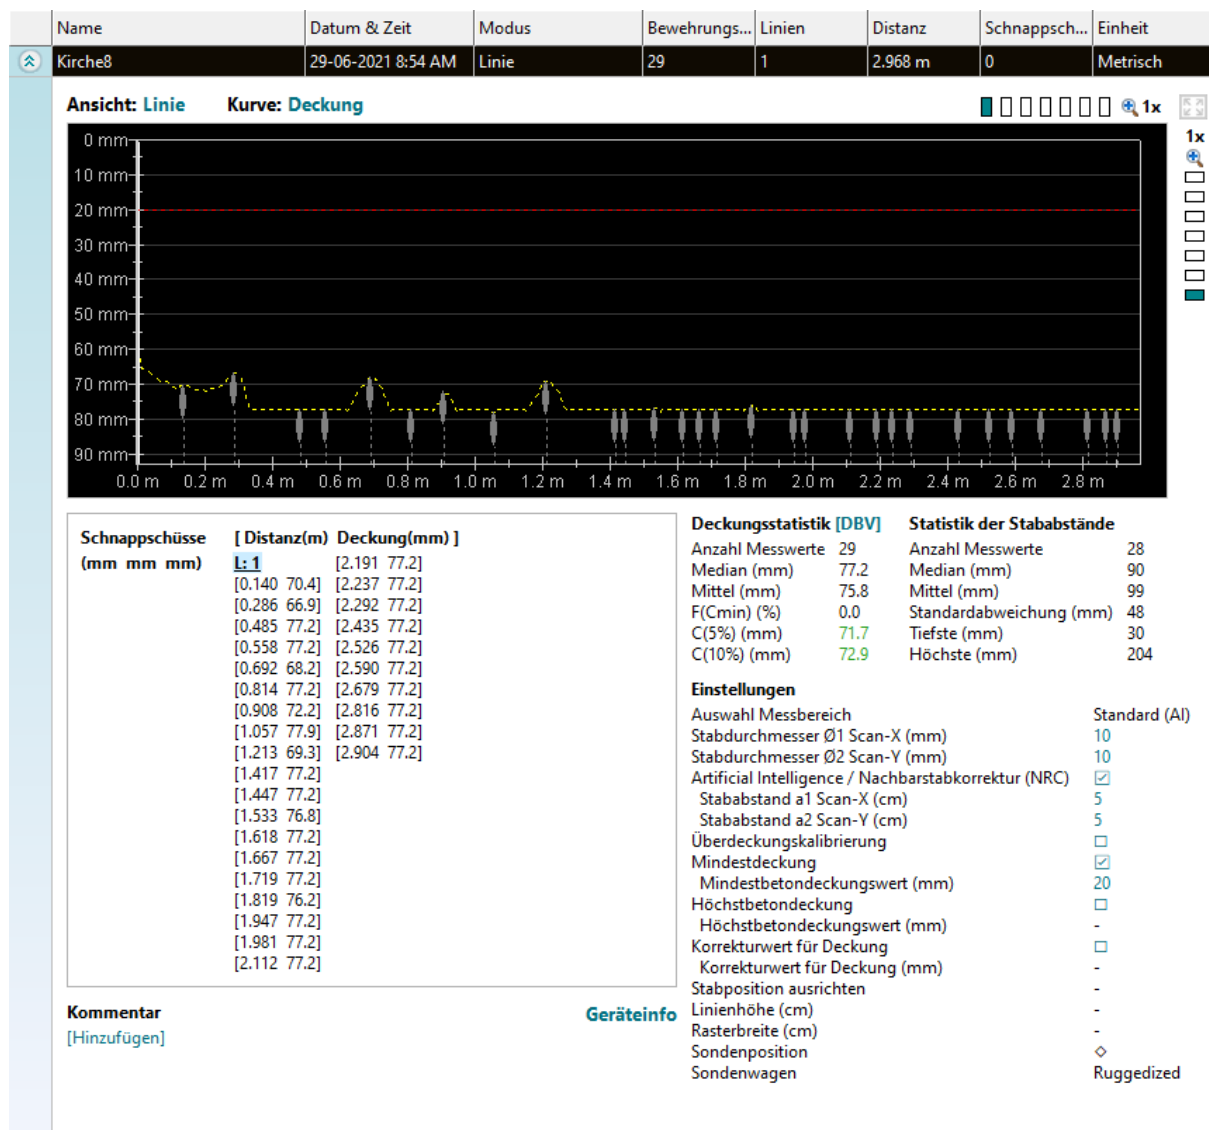 Name Datum & Zeit Modus Bewehrungs... Linien Distanz Schnappsch... Einheit
Kirche8 29-06-2021 8:54 AM Linie 29 1 2.968 m 0 Metrisch
Ansicht: Linie Kurve: Deckung 1x
1x
0 mm
10 mm
20 mm
30 mm
40 mm
50 mm
60 mm
70 mm
80 mm
90 mm
0.0 m 0.2 m 0.4 m 0.6 m 0.8 m 1.0 m 1.2 m 1.4 m 1.6 m 1.8 m 2.0 m 2.2 m 2.4 m 2.6 m 2.8 m
Schnappschüsse [ Distanz(m) Deckung(mm) ]
(mm mm mm) L: 1 [2.191 77.2]
[0.140 70.4] [2.237 77.2]
[0.286 66.9] [2.292 77.2]
[0.485 77.2] [2.435 77.2]
[0.558 77.2] [2.526 77.2]
[0.692 68.2] [2.590 77.2]
[0.814 77.2] [2.679 77.2]
[0.908 72.2] [2.816 77.2]
[1.057 77.9] [2.871 77.2]
[1.213 69.3] [2.904 77.2]
[1.417 77.2]
[1.447 77.2]
[1.533 76.8]
[1.618 77.2]
[1.667 77.2]
[1.719 77.2]
[1.819 76.2]
[1.947 77.2]
[1.981 77.2]
[2.112 77.2]
Kommentar Geräteinfo
[Hinzufügen]
Deckungsstatistik [DBV]
Anzahl Messwerte 29
Median (mm) 77.2
Mittel (mm) 75.8
F(Cmin) (%) 0.0
C(5%) (mm) 71.7
C(10%) (mm) 72.9
Statistik der Stababstände
Anzahl Messwerte 28
Median (mm) 90
Mittel (mm) 99
Standardabweichung (mm) 48
Tiefste (mm) 30
Höchste (mm) 204
Einstellungen
Auswahl Messbereich Standard (AI)
Stabdurchmesser Ø1 Scan-X (mm) 10
Stabdurchmesser Ø2 Scan-Y (mm) 10
Artificial Intelligence / Nachbarstabkorrektur (NRC)
Stababstand a1 Scan-X (cm) 5
Stababstand a2 Scan-Y (cm) 5
Überdeckungskalibrierung
Mindestdeckung
Mindestbetondeckungswert (mm) 20
Höchstbetondeckung
Höchstbetondeckungswert (mm) -
Korrekturwert für Deckung
Korrekturwert für Deckung (mm) -
Stabposition ausrichten -
Linienhöhe (cm) -
Rasterbreite (cm) -
Sondenposition
Sondenwagen Ruggedized